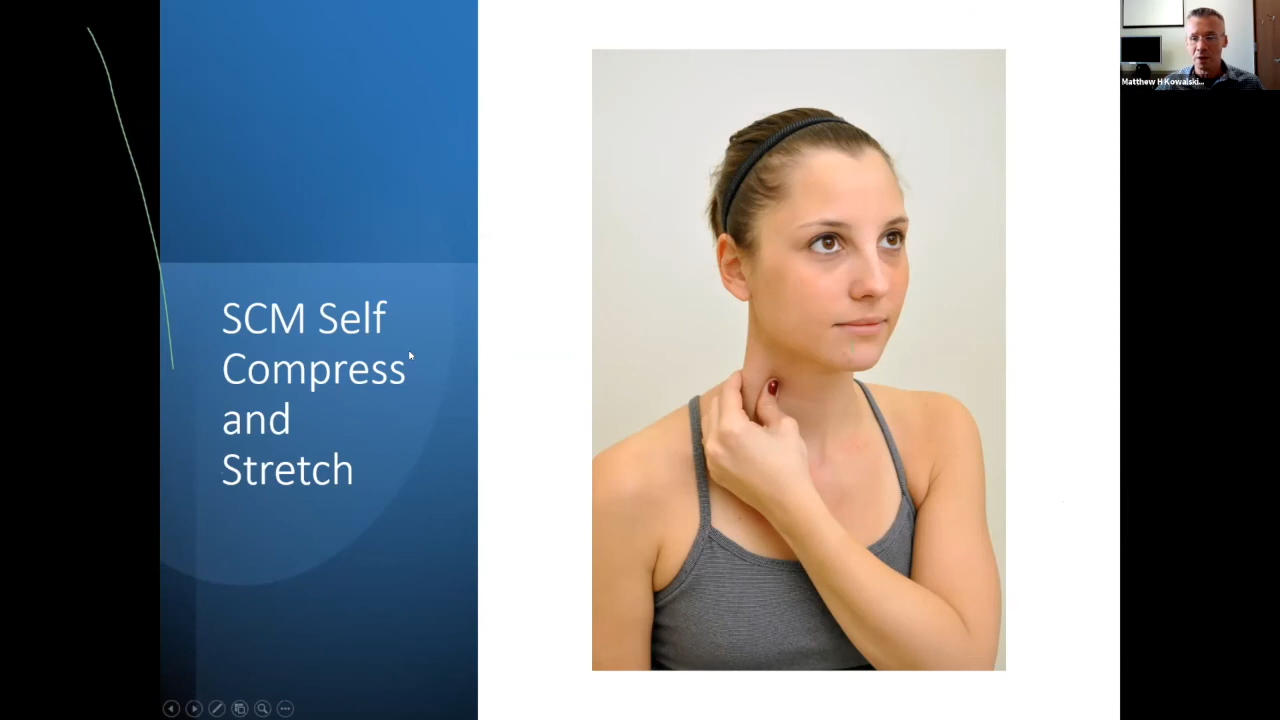 SCM Self
Compress
and
Stretch
Matthew H Kowalski...